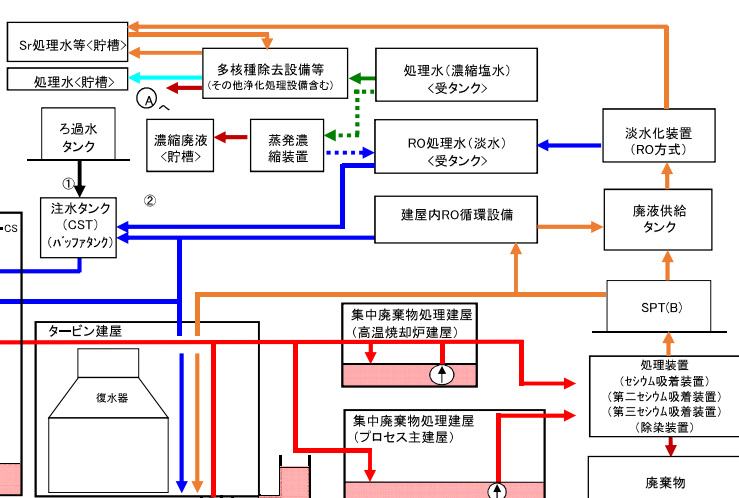 Sr処理水等<貯槽>
処理水<貯槽>
多核種除去設備等
(その他浄化処理設備含む)
処理水(濃縮塩水)
<受タンク>
Ⓐへ
ろ過水
タンク
濃縮廃液
<貯槽>
蒸発濃
縮装置
RO処理水(淡水)
<受タンク>
淡水化装置
(RO方式)
①
②
注水タンク
(CST)
(バッファタンク)
建屋内RO循環設備
廃液供給
タンク
CS
SPT(B)
タービン建屋
復水器
集中廃棄物処理建屋
(高温焼却炉建屋)
処理装置
(セシウム吸着装置)
(第二セシウム吸着装置)
(第三セシウム吸着装置)
(除染装置)
集中廃棄物処理建屋
(プロセス主建屋)
廃棄物